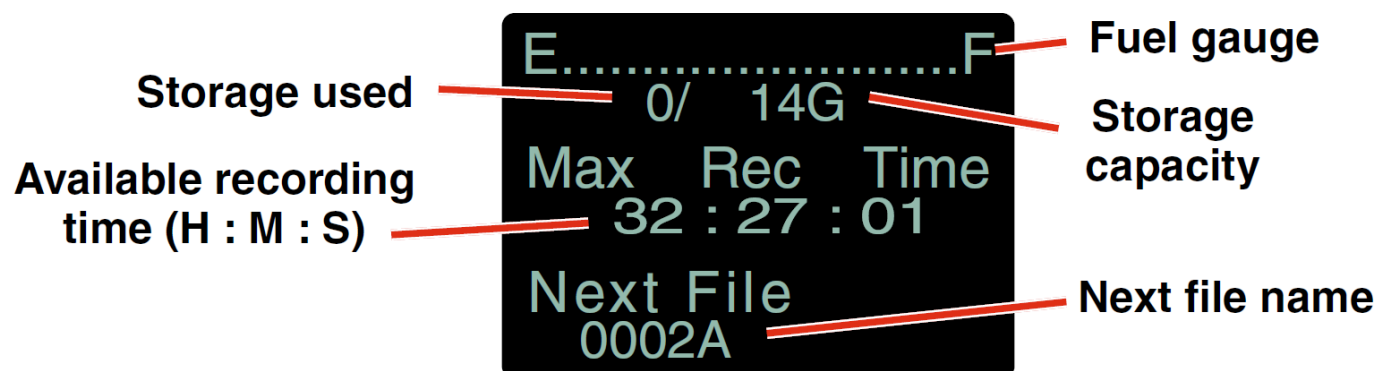 E........................F
Fuel gauge
Storage used
0/ 14G
Storage
capacity
Max Rec Time
Available recording
time (H : M : S)
32 : 27 : 01
Next File
0002A
Next file name